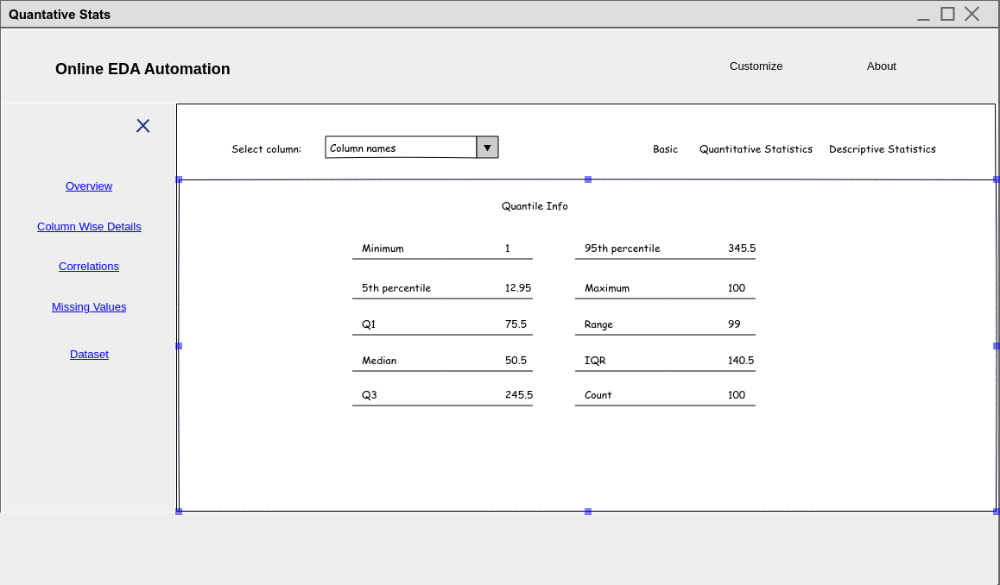 Quantative Stats
Online EDA Automation
Customize
About
Select column:
Column names
Basic
Quantitative Statistics
Descriptive Statistics
Overview
Column Wise Details
Correlations
Missing Values
Dataset
Quantile Info
Minimum 1
5th percentile 12.95
Q1 75.5
Median 50.5
Q3 245.5
95th percentile 345.5
Maximum 100
Range 99
IQR 140.5
Count 100